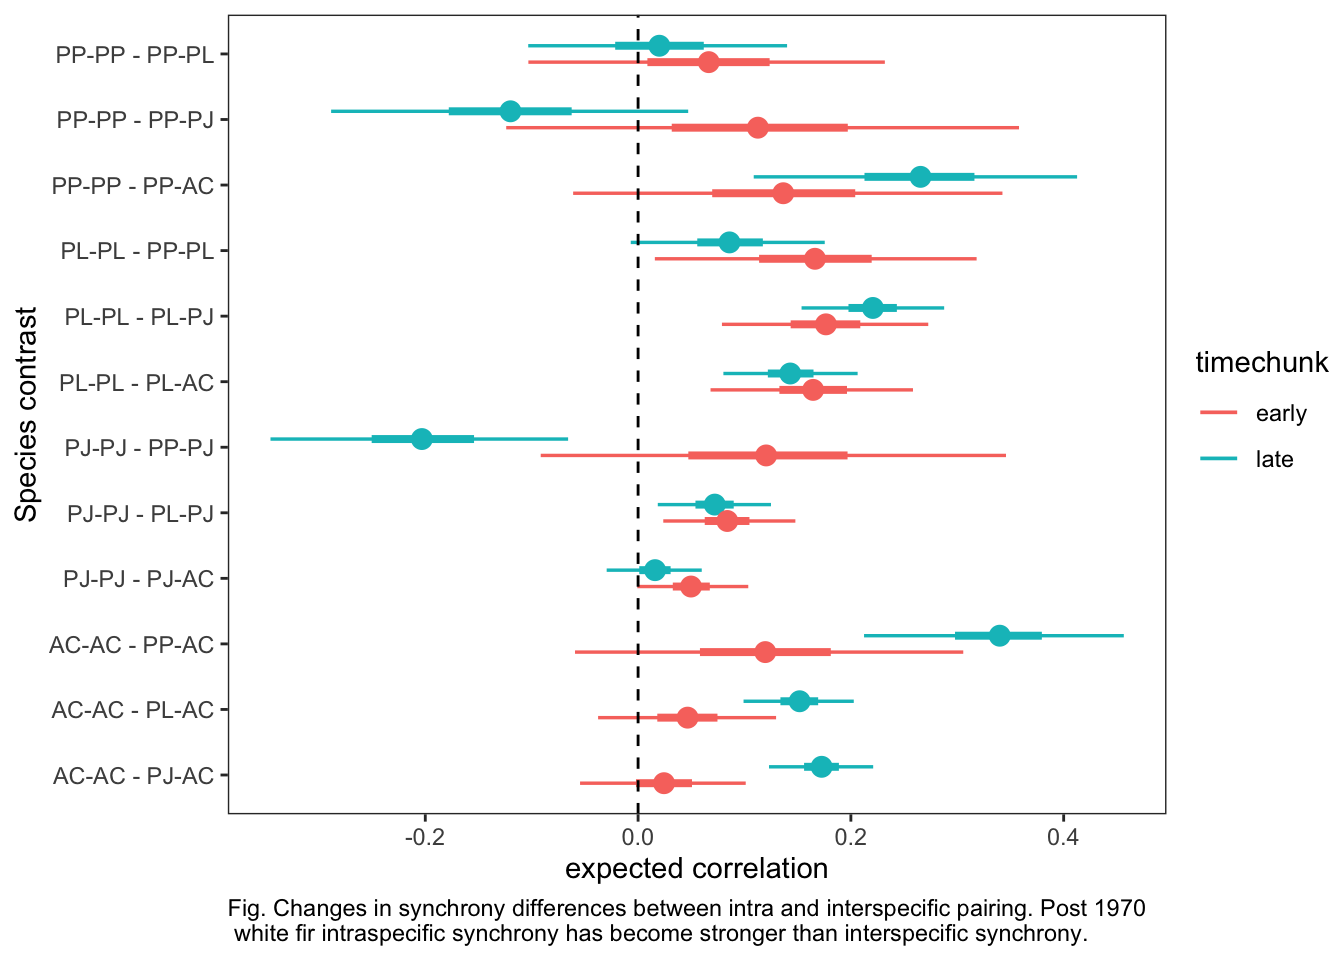 PP-PP - PP-PL
PP-PP - PP-PJ
PP-PP - PP-AC
PL-PL - PP-PL
PL-PL - PL-PJ
PL-PL - PL-AC
PJ-PJ - PP-PJ
PJ-PJ - PL-PJ
PJ-PJ - PJ-AC
AC-AC - PP-AC
AC-AC - PL-AC
AC-AC - PJ-AC
Species contrast
-0.2 0.0 0.2 0.4
expected correlation
timechunk
early
late
Fig. Changes in synchrony differences between intra and interspecific pairing. Post 1970
white fir intraspecific synchrony has become stronger than interspecific synchrony.